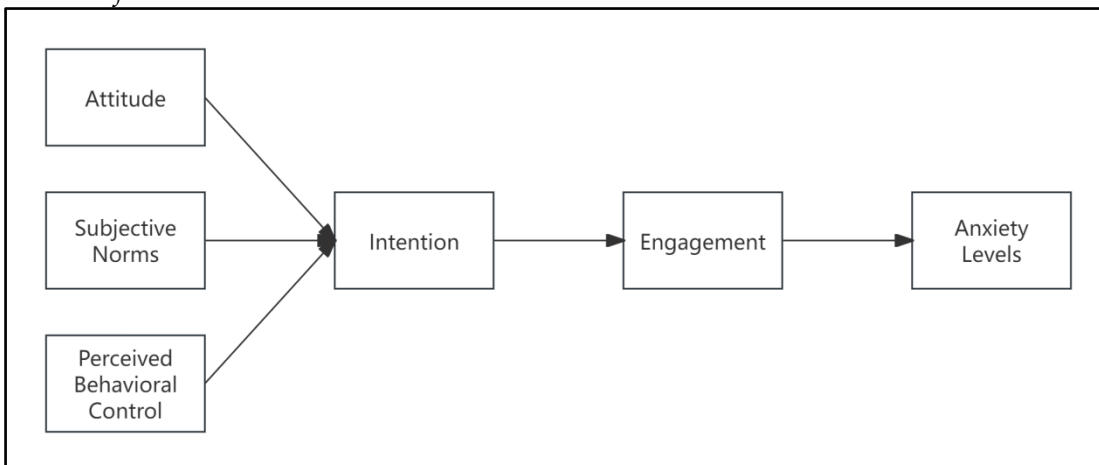 Attitude
Subjective
Norms
Intention
Engagement
Anxiety
Levels
Perceived
Behavioral
Control